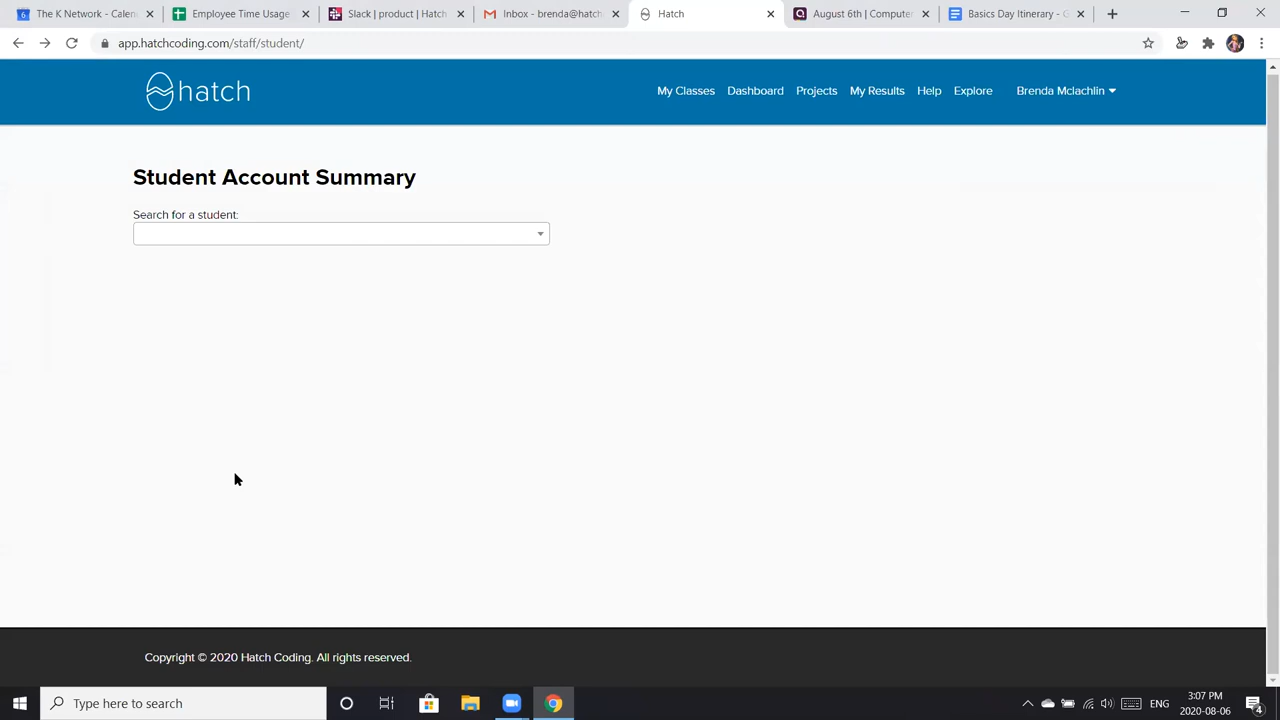 The K Network - Calen
Employee Time Usage
Slack | product | Hatch
Inbox - brenda@hatch
Hatch
August 6th | Computer
Basics Day Itinerary - G
app.hatchcoding.com/staff/student/
hatch
My Classes
Dashboard
Projects
My Results
Help
Explore
Brenda Mclachlin
Student Account Summary
Search for a student:
Copyright © 2020 Hatch Coding. All rights reserved.
Type here to search
ENG
3:07 PM
2020-08-06
4